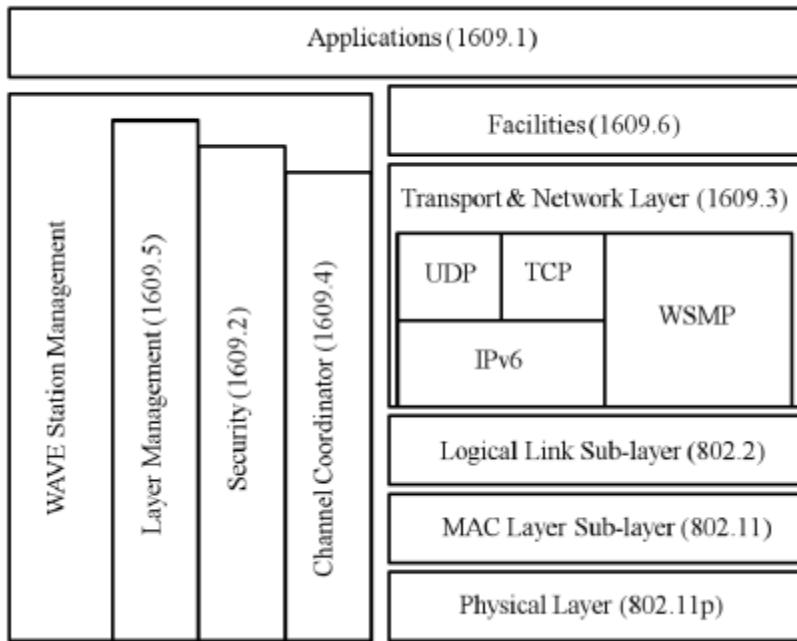 Applications (1609.1)
WAVE Station Management
Layer Management (1609.5)
Security (1609.2)
Channel Coordinator (1609.4)
Facilities (1609.6)
Transport & Network Layer (1609.3)
UDP
TCP
WSMP
IPv6
Logical Link Sub-layer (802.2)
MAC Layer Sub-layer (802.11)
Physical Layer (802.11p)